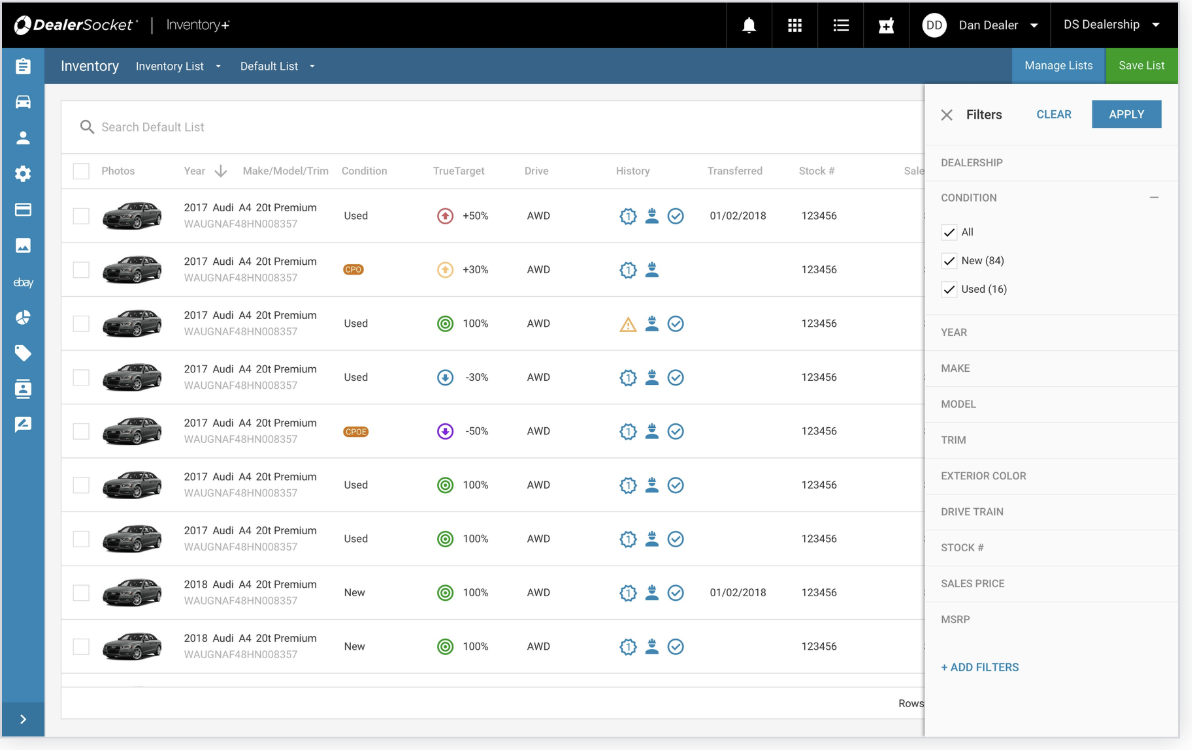 DealerSocket | Inventory+
DD Dan Dealer DS Dealership
Inventory Inventory List Default List Manage Lists Save List
ebay
Search Default List
Photos Year Make/Model/Trim Condition TrueTarget Drive History Transferred Stock # Sale
2017 Audi A4 20t Premium
WAUGNAF48HN008357
Used +50% AWD 1 01/02/2018 123456
2017 Audi A4 20t Premium
WAUGNAF48HN008357
CPO +30% AWD 1 123456
2017 Audi A4 20t Premium
WAUGNAF48HN008357
Used 100% AWD 123456
2017 Audi A4 20t Premium
WAUGNAF48HN008357
Used -30% AWD 1 123456
2017 Audi A4 20t Premium
WAUGNAF48HN008357
CPOE -50% AWD 1 123456
2017 Audi A4 20t Premium
WAUGNAF48HN008357
Used 100% AWD 1 123456
2017 Audi A4 20t Premium
WAUGNAF48HN008357
Used 100% AWD 1 123456
2018 Audi A4 20t Premium
WAUGNAF48HN008357
New 100% AWD 1 01/02/2018 123456
2018 Audi A4 20t Premium
WAUGNAF48HN008357
New 100% AWD 1 123456
Rows
Filters CLEAR APPLY
DEALERSHIP
CONDITION
All
New (84)
Used (16)
YEAR
MAKE
MODEL
TRIM
EXTERIOR COLOR
DRIVE TRAIN
STOCK #
SALES PRICE
MSRP
+ ADD FILTERS